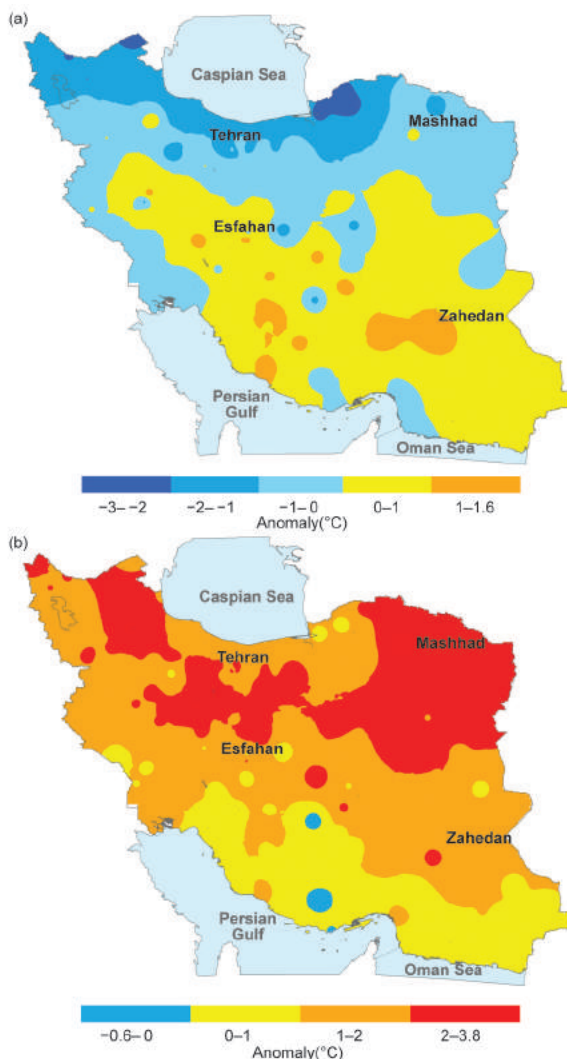 (a)
Caspian Sea
Mashhad
Tehran
Esfahan
Zahedan
Persian
Gulf
Oman Sea
−3– −2 −2– −1 −1– 0 0–1 1–1.6
Anomaly(°C)
(b)
Caspian Sea
Mashhad
Tehran
Esfahan
Zahedan
Persian
Gulf
Oman Sea
−0.6–0 0–1 1–2 2–3.8
Anomaly(°C)